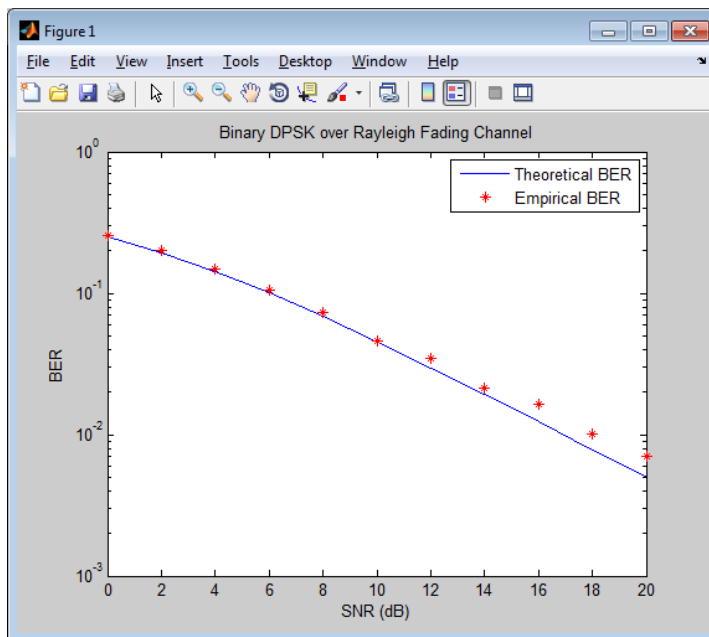 Figure 1
File Edit View Insert Tools Desktop Window Help
Binary DPSK over Rayleigh Fading Channel
Theoretical BER
Empirical BER
10^0
10^-1
10^-2
10^-3
BER
0 2 4 6 8 10 12 14 16 18 20
SNR (dB)